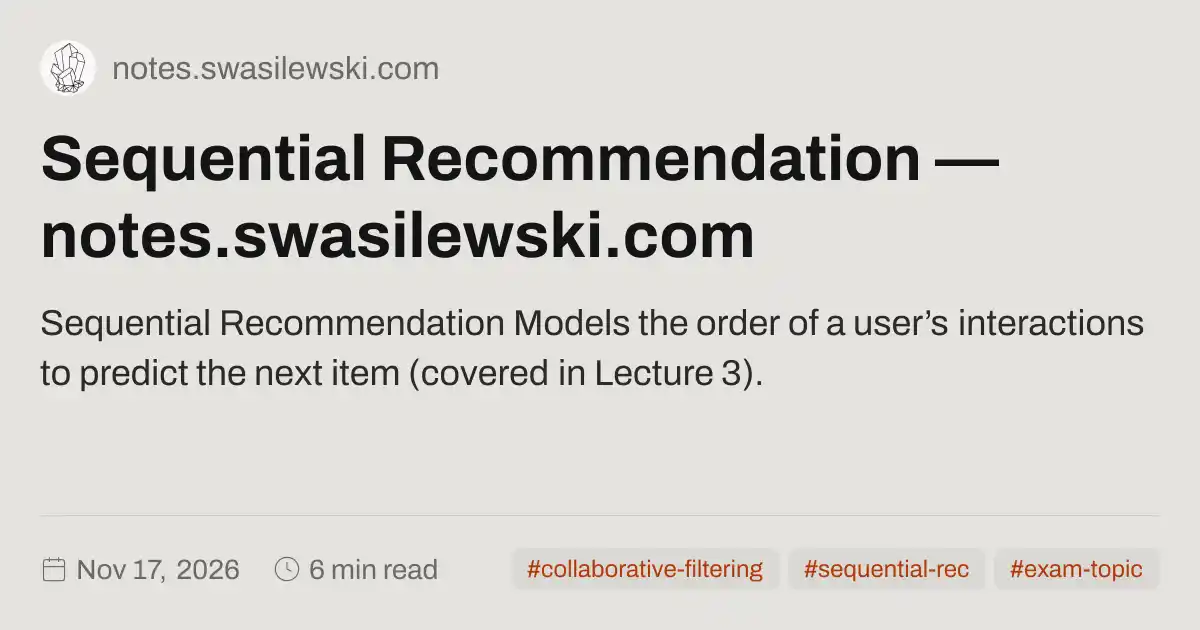 notes.swasilewski.com
Sequential Recommendation —
notes.swasilewski.com
Sequential Recommendation Models the order of a user’s interactions
to predict the next item (covered in Lecture 3).
Nov 17, 2026 6 min read #collaborative-filtering #sequential-rec #exam-topic